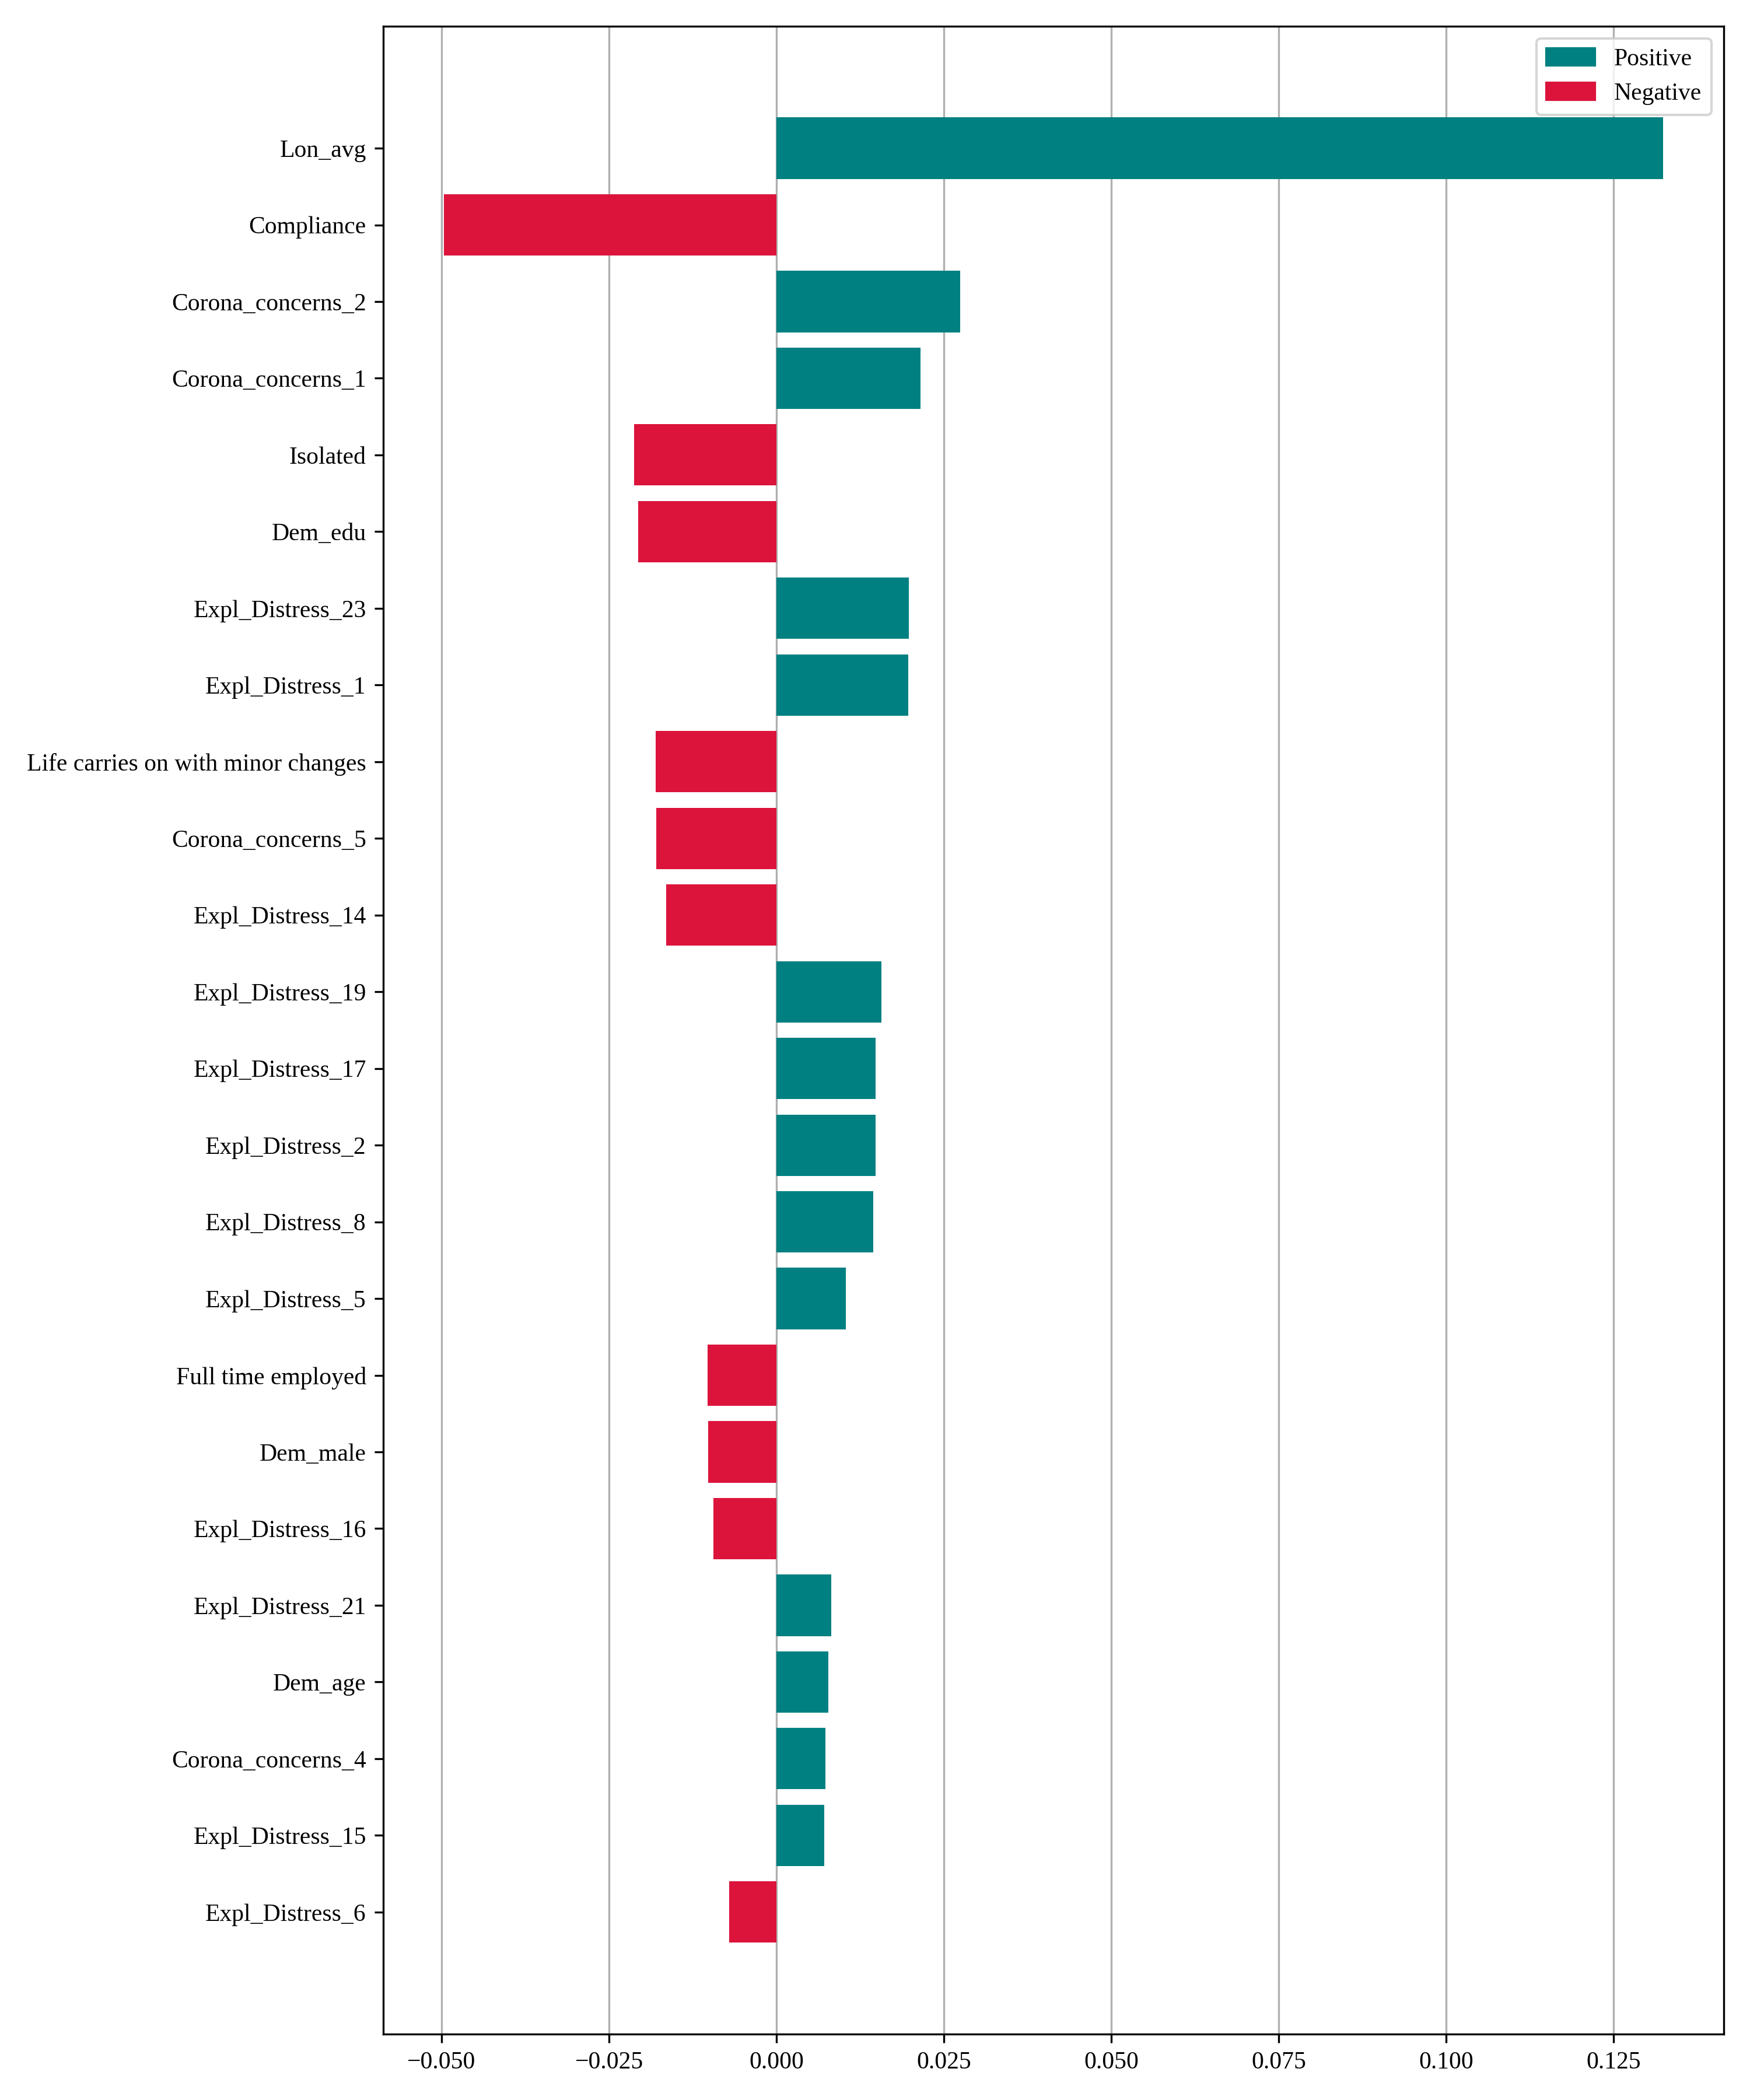 Positive
Negative
Lon_avg
Compliance
Corona_concerns_2
Corona_concerns_1
Isolated
Dem_edu
Expl_Distress_23
Expl_Distress_1
Life carries on with minor changes
Corona_concerns_5
Expl_Distress_14
Expl_Distress_19
Expl_Distress_17
Expl_Distress_2
Expl_Distress_8
Expl_Distress_5
Full time employed
Dem_male
Expl_Distress_16
Expl_Distress_21
Dem_age
Corona_concerns_4
Expl_Distress_15
Expl_Distress_6
−0.050 −0.025 0.000 0.025 0.050 0.075 0.100 0.125